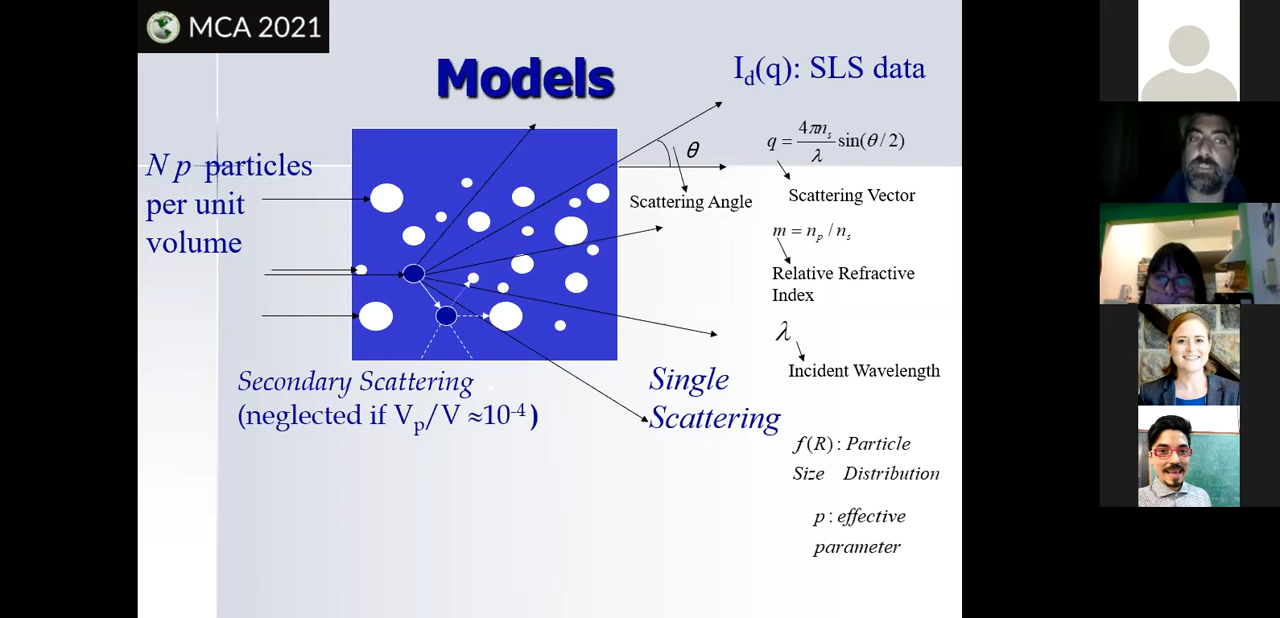 MCA 2021
Models
I_d(q): SLS data
N p particles
per unit
volume
θ
Scattering Angle
q = 4πn_s/λ sin(θ/2)
Scattering Vector
m = n_p / n_s
Relative Refractive
Index
λ
Incident Wavelength
Secondary Scattering
(neglected if V_p/V ≈10^-4)
Single
Scattering
f(R) : Particle
Size Distribution
p : effective
parameter